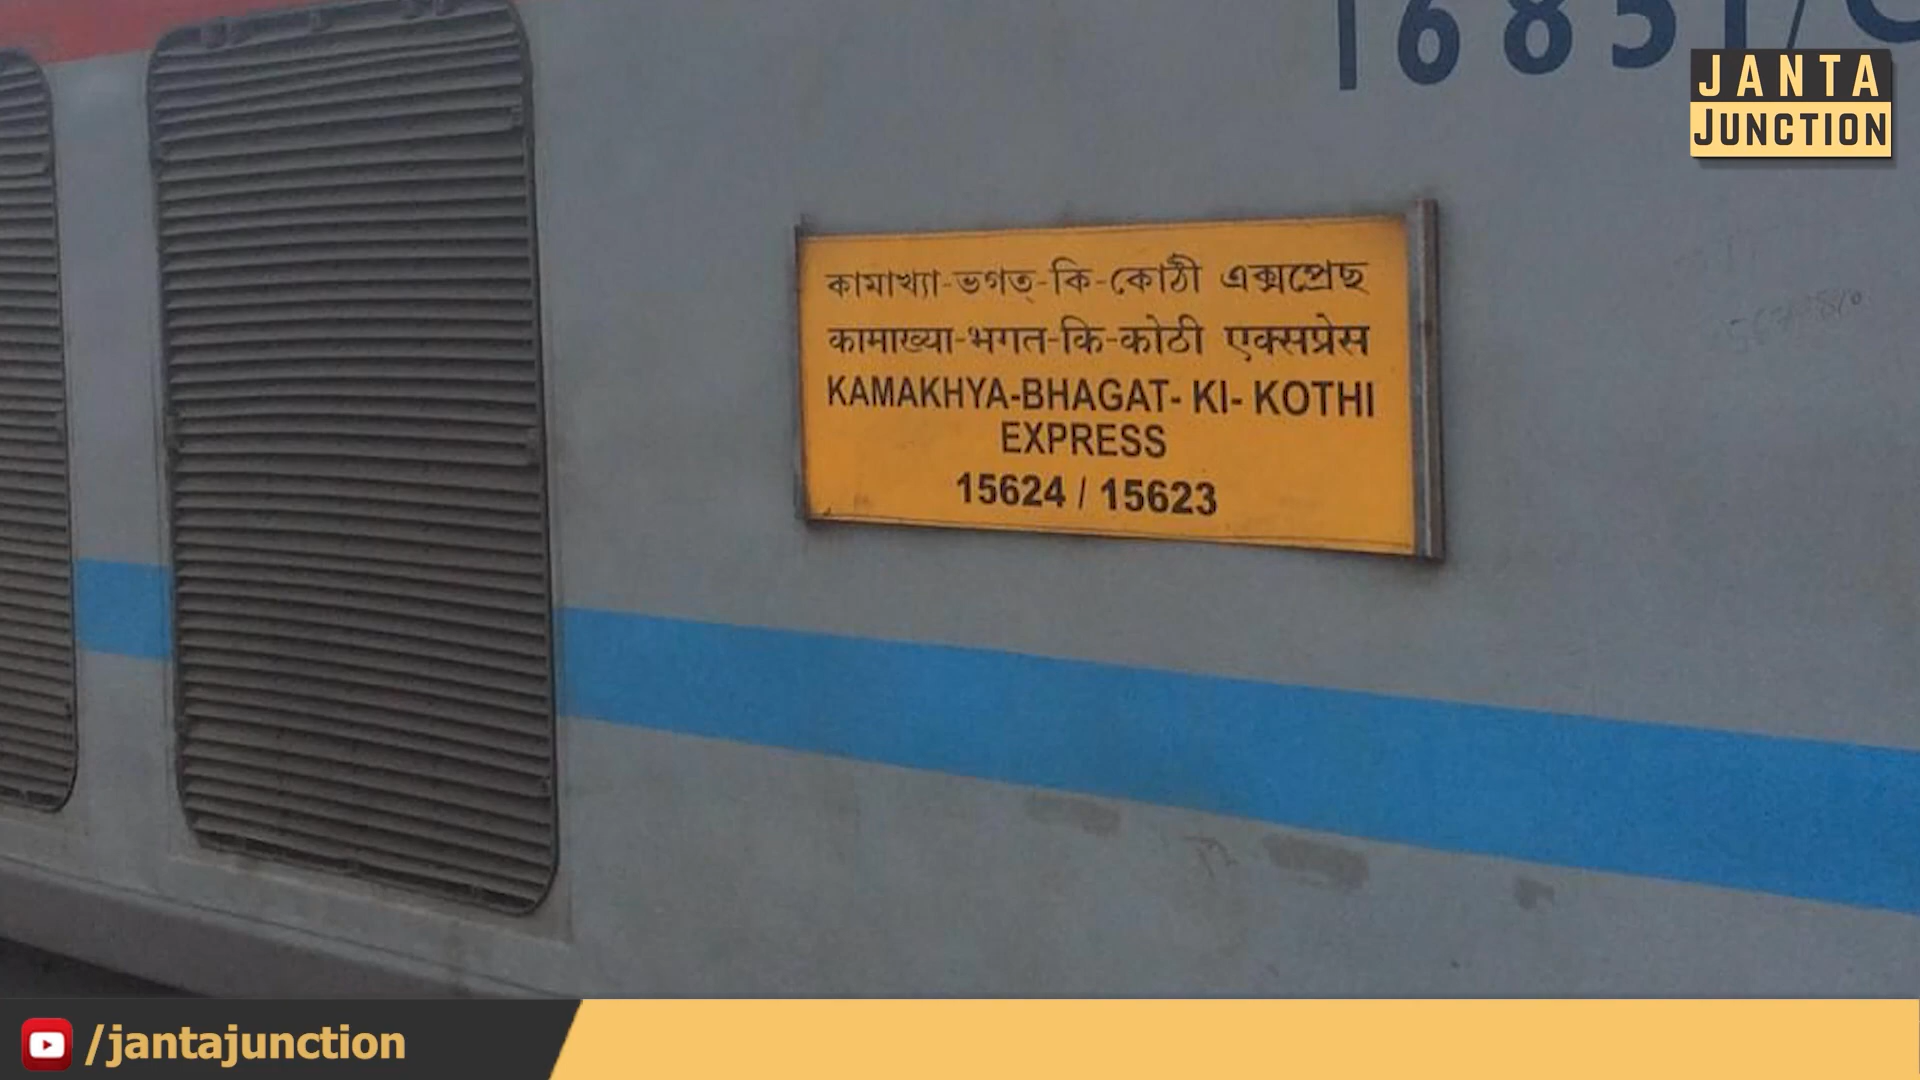 JANTA
JUNCTION
কামাখ্যা-ভগত্-কি-কোঠী এক্সপ্রেছ
कामाख्या-भगत-कि-कोठी एक्सप्रेस
KAMAKHYA-BHAGAT- KI- KOTHI
EXPRESS
15624 / 15623
/jantajunction